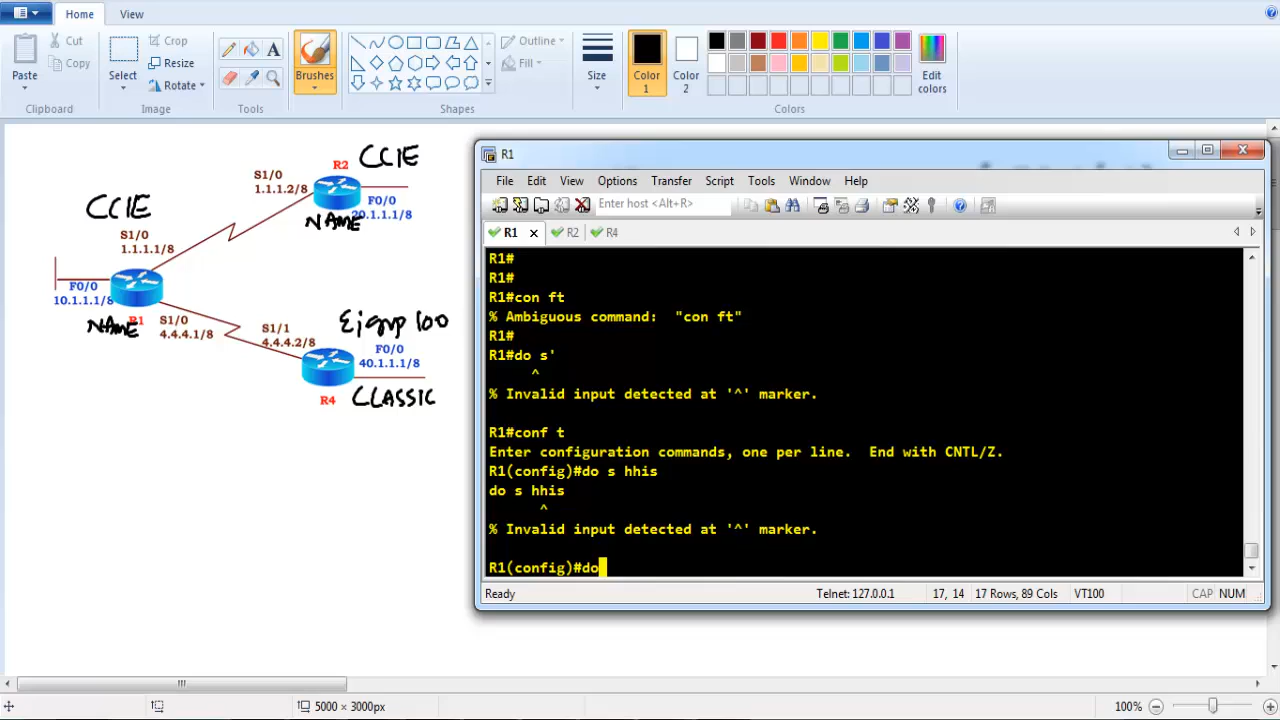 Home View
Paste
Cut
Copy
Clipboard
Select
Crop
Resize
Rotate
Image
Tools
Brushes
Shapes
Outline
Fill
Size
Color 1
Color 2
Edit colors
Colors
CCIE
R2
S1/0
1.1.1.2/8
F0/0
20.1.1.1/8
NAME
CCIE
S1/0
1.1.1.1/8
F0/0
10.1.1.1/8
NAME
R1
S1/0
4.4.4.1/8
S1/1
4.4.4.2/8
Eigrp 100
F0/0
40.1.1.1/8
R4
CLASSIC
R1
File Edit View Options Transfer Script Tools Window Help
Enter host <Alt+R>
R1 x R2 R4
R1#
R1#
R1#con ft
% Ambiguous command:  "con ft"
R1#
R1#do s'
^
% Invalid input detected at '^' marker.
R1#conf t
Enter configuration commands, one per line.  End with CNTL/Z.
R1(config)#do s hhis
do s hhis
^
% Invalid input detected at '^' marker.
R1(config)#do
Ready Telnet: 127.0.0.1 17, 14 17 Rows, 89 Cols VT100 CAP NUM
5000 × 3000px 100%